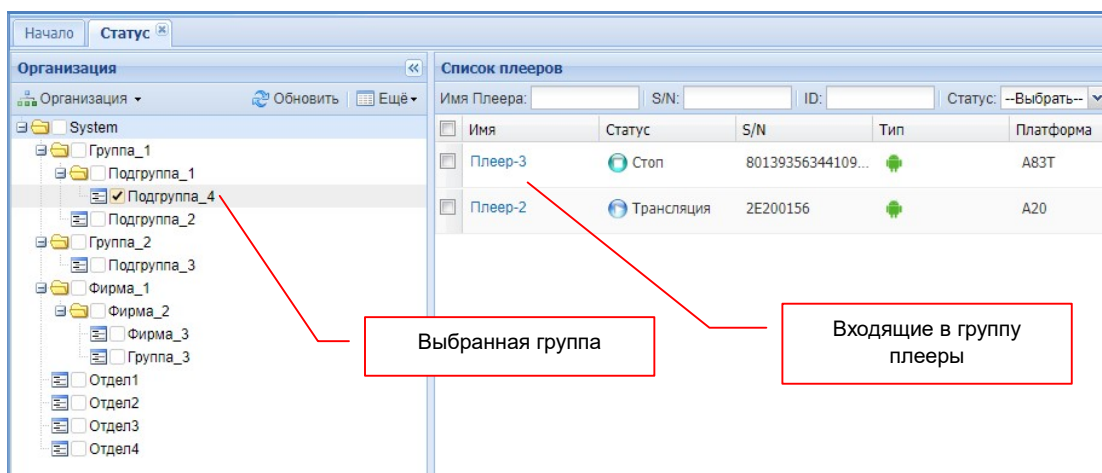 Начало Статус
Организация
Организация Обновить Ещё
System
Группа_1
Подгруппа_1
Подгруппа_4
Подгруппа_2
Группа_2
Подгруппа_3
Фирма_1
Фирма_2
Фирма_3
Группа_3
Отдел1
Отдел2
Отдел3
Отдел4
Выбранная группа
Список плееров
Имя Плеера: S/N: ID: Статус: --Выбрать--
Имя Статус S/N Тип Платформа
Плеер-3 Стоп 80139356344109... A83T
Плеер-2 Трансляция 2E200156 A20
Входящие в группу
плееры